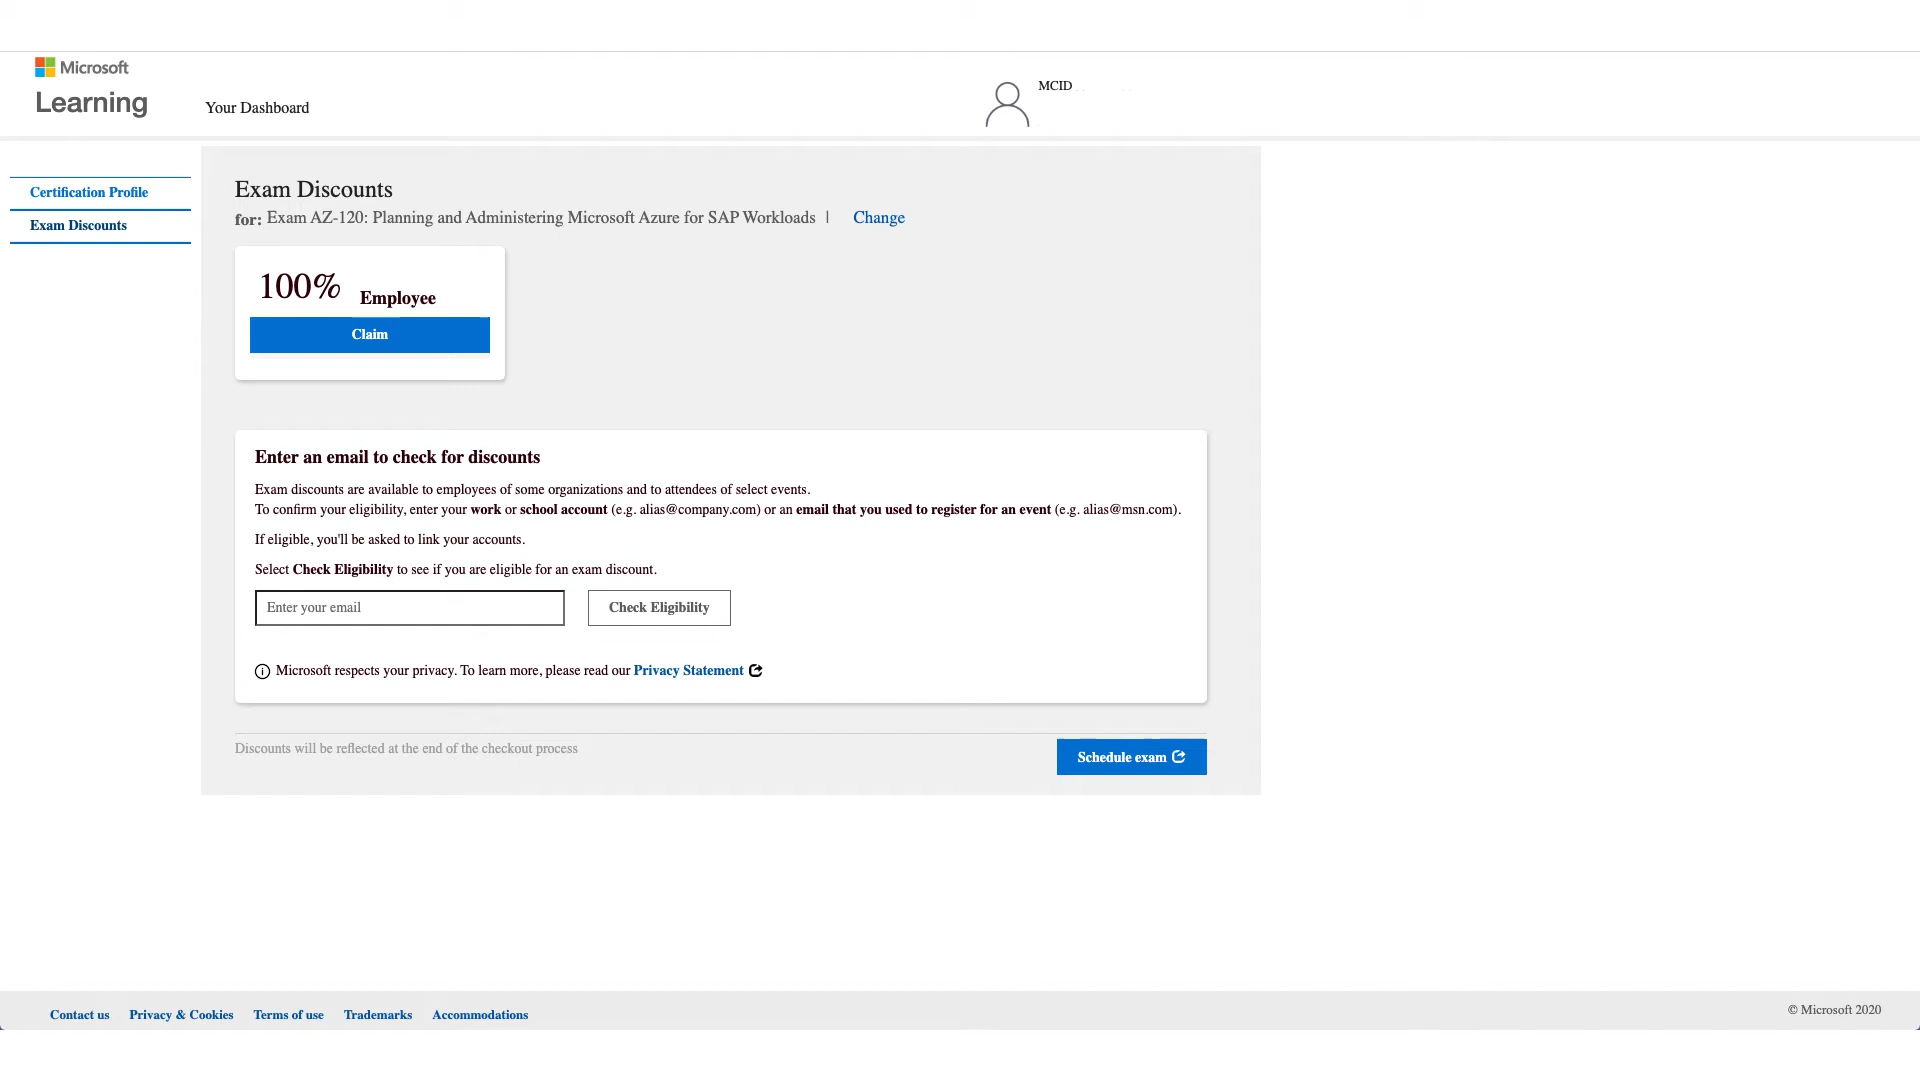 Microsoft
Learning
Your Dashboard
MCID
Certification Profile
Exam Discounts
Exam Discounts
for: Exam AZ-120: Planning and Administering Microsoft Azure for SAP Workloads | Change
100% Employee
Claim
Enter an email to check for discounts
Exam discounts are available to employees of some organizations and to attendees of select events.
To confirm your eligibility, enter your work or school account (e.g. alias@company.com) or an email that you used to register for an event (e.g. alias@msn.com).
If eligible, you'll be asked to link your accounts.
Select Check Eligibility to see if you are eligible for an exam discount.
Enter your email
Check Eligibility
Microsoft respects your privacy. To learn more, please read our Privacy Statement
Discounts will be reflected at the end of the checkout process
Schedule exam
Contact us Privacy & Cookies Terms of use Trademarks Accommodations
© Microsoft 2020